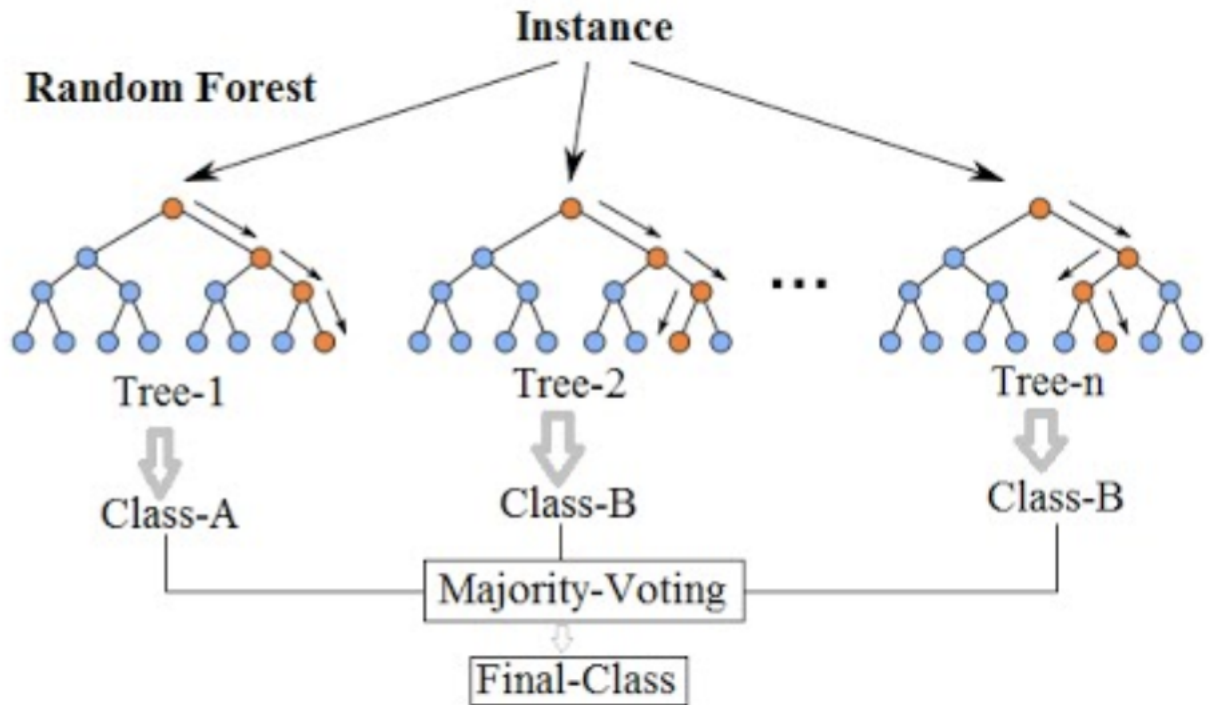 Instance
Random Forest
...
Tree-1
Tree-2
Tree-n
Class-A
Class-B
Class-B
Majority-Voting
Final-Class